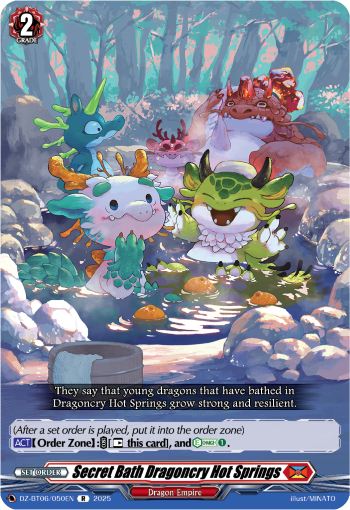 2
GRADE
They say that young dragons that have bathed in
Dragoncry Hot Springs grow strong and resilient.
(After a set order is played, put it into the order zone)
ACT【Order Zone】:[ this card], and 1.
SET ORDER
Secret Bath Dragoncry Hot Springs
Dragon Empire
DZ-BT06/050EN R 2025
illust/MINATO